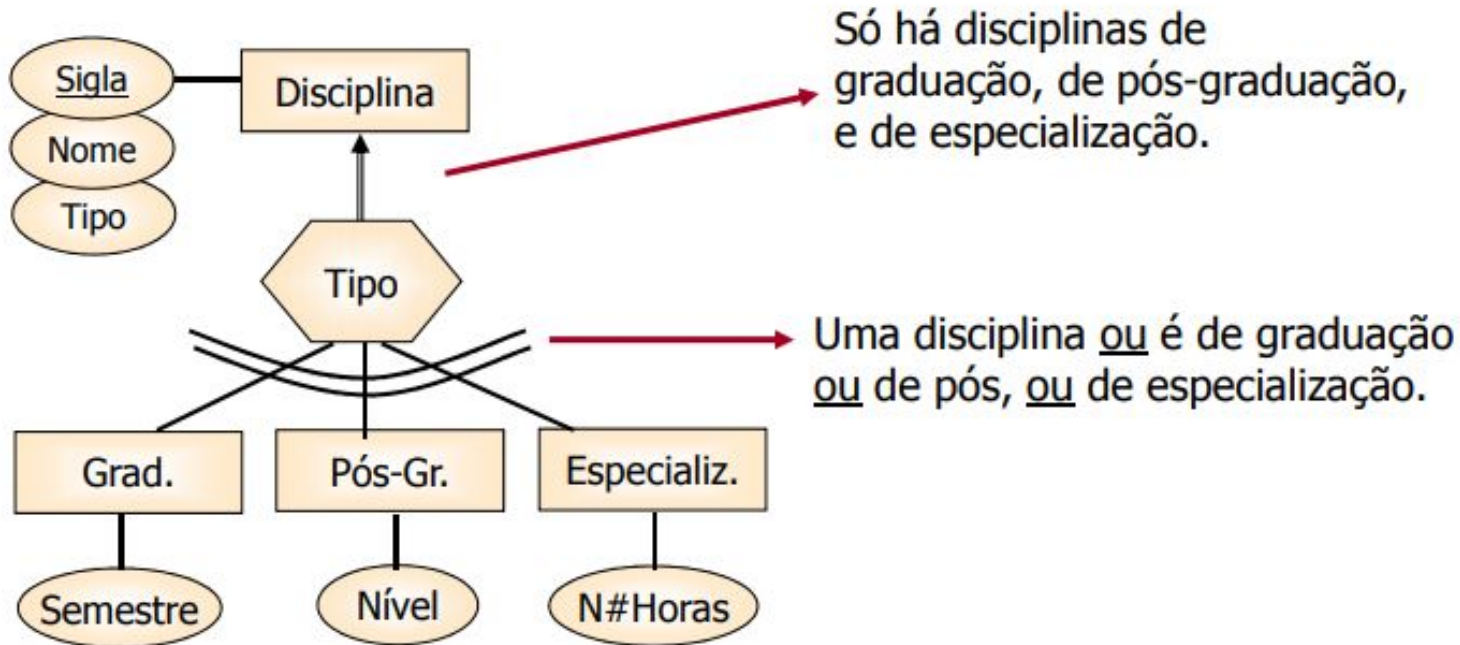 Sigla
Nome
Tipo
Disciplina
Só há disciplinas de
graduação, de pós-graduação,
e de especialização.
Tipo
Uma disciplina ou é de graduação
ou de pós, ou de especialização.
Grad.
Pós-Gr.
Especializ.
Semestre
Nível
N#Horas